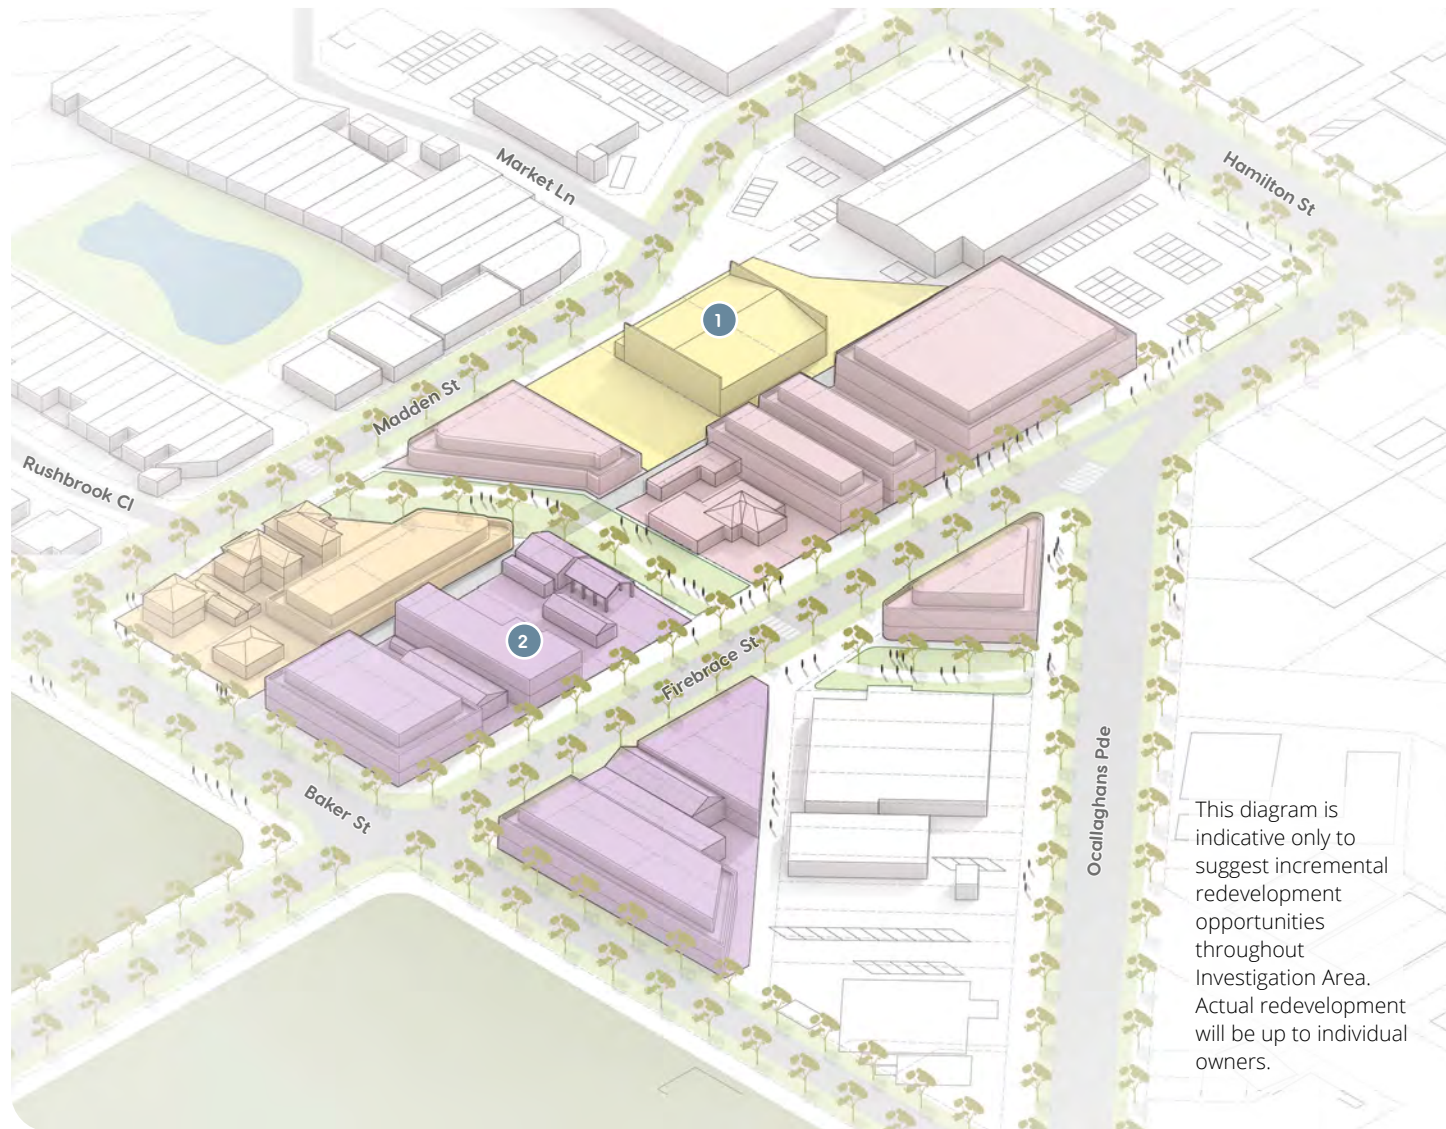 Market Ln
Hamilton St
1
Madden St
Rushbrook Cl
2
Firebrace St
Baker St
Ocallaghans Pde
This diagram is
indicative only to
suggest incremental
redevelopment
opportunities
throughout
Investigation Area.
Actual redevelopment
will be up to individual
owners.